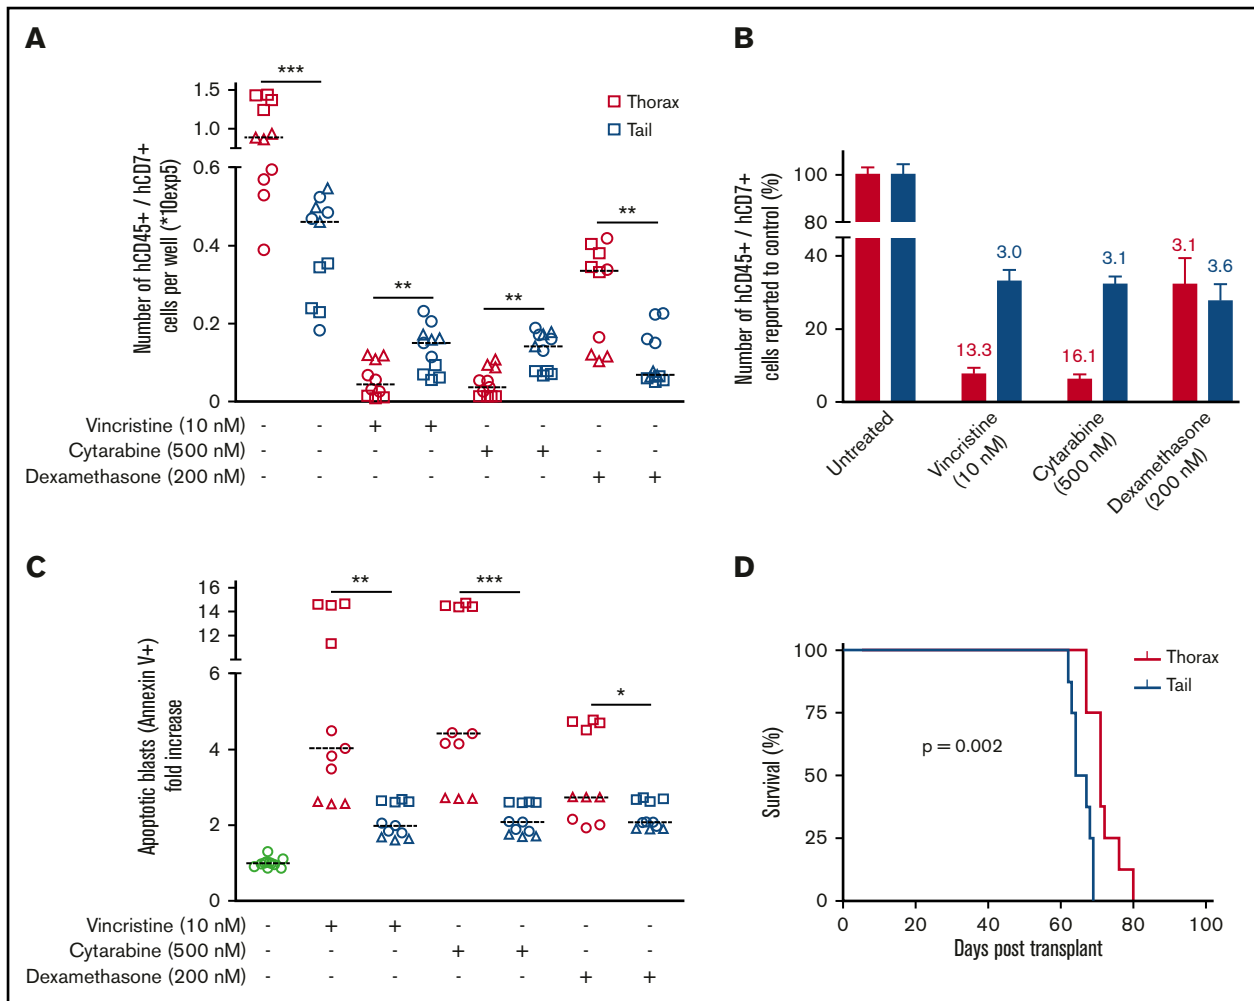 A
***
1.5
1.0
0.6
0.4
0.2
0
Number of hCD45+ / hCD7+
cells per well (*10exp5)
Thorax
Tail
**
**
**
Vincristine (10 nM) - - + + - - - -
Cytarabine (500 nM) - - - - + + - -
Dexamethasone (200 nM) - - - - - - + +
B
Number of hCD45+ / hCD7+
cells reported to control (%)
100
80
40
20
0
13.3
3.0
16.1
3.1
3.1
3.6
Untreated
Vincristine
(10 nM)
Cytarabine
(500 nM)
Dexamethasone
(200 nM)
C
Apoptotic blasts (Annexin V+)
fold increase
16
14
12
6
4
2
0
**
***
*
Vincristine (10 nM) - + + - - - -
Cytarabine (500 nM) - - - + + - -
Dexamethasone (200 nM) - - - - - + +
D
Survival (%)
100
75
50
25
0
Thorax
Tail
p = 0.002
0 20 40 60 80 100
Days post transplant